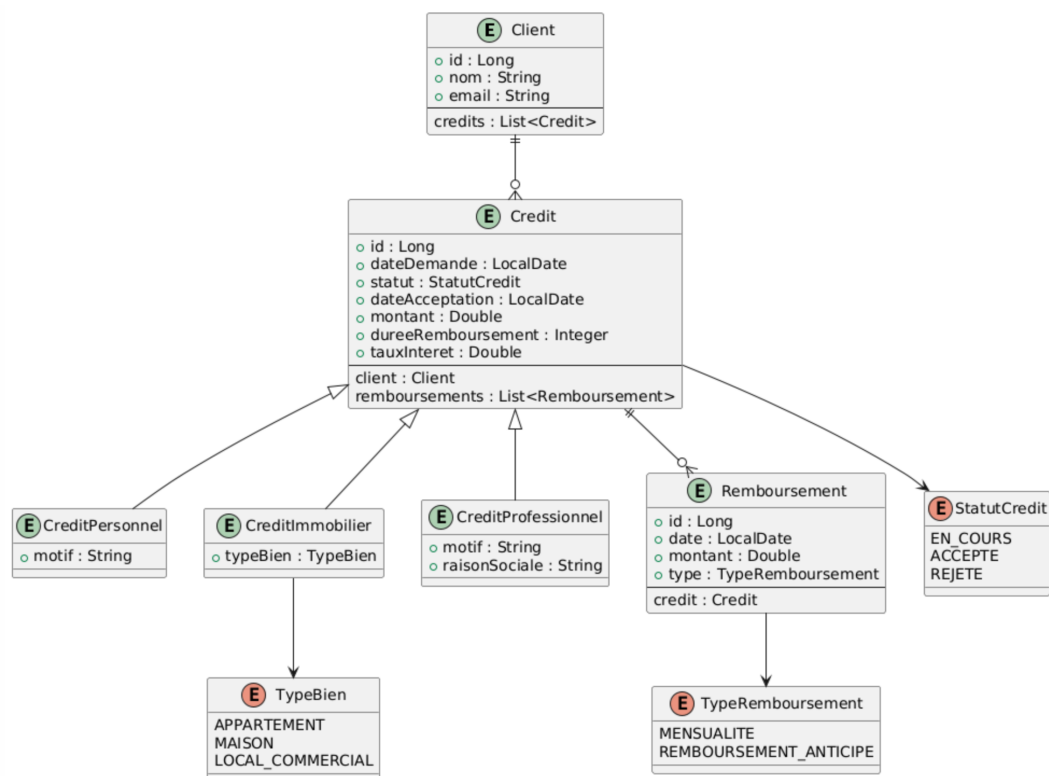 E Client
id : Long
nom : String
email : String
credits : List<Credit>
E Credit
id : Long
dateDemande : LocalDate
statut : StatutCredit
dateAcceptation : LocalDate
montant : Double
dureeRemboursement : Integer
tauxInteret : Double
client : Client
remboursements : List<Remboursement>
E CreditPersonnel
motif : String
E CreditImmobilier
typeBien : TypeBien
E CreditProfessionnel
motif : String
raisonSociale : String
E Remboursement
id : Long
date : LocalDate
montant : Double
type : TypeRemboursement
credit : Credit
E StatutCredit
EN_COURS
ACCEPTE
REJETE
E TypeBien
APPARTEMENT
MAISON
LOCAL_COMMERCIAL
E TypeRemboursement
MENSUALITE
REMBOURSEMENT_ANTICIPE